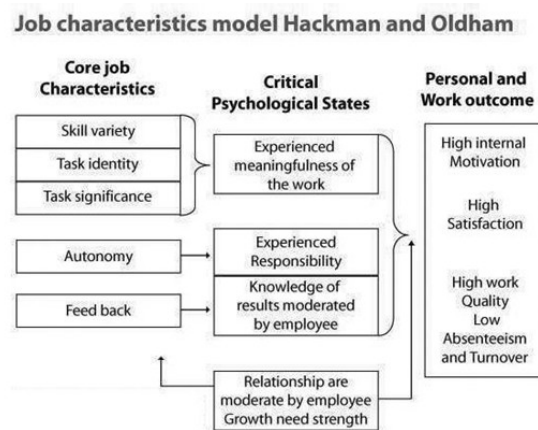 Job characteristics model Hackman and Oldham
Core job
Characteristics
Skill variety
Task identity
Task significance
Autonomy
Feed back
Critical
Psychological States
Experienced
meaningfulness of
the work
Experienced
Responsibility
Knowledge of
results moderated
by employee
Relationship are
moderate by employee
Growth need strength
Personal and
Work outcome
High internal
Motivation
High
Satisfaction
High work
Quality
Low
Absenteeism
and Turnover